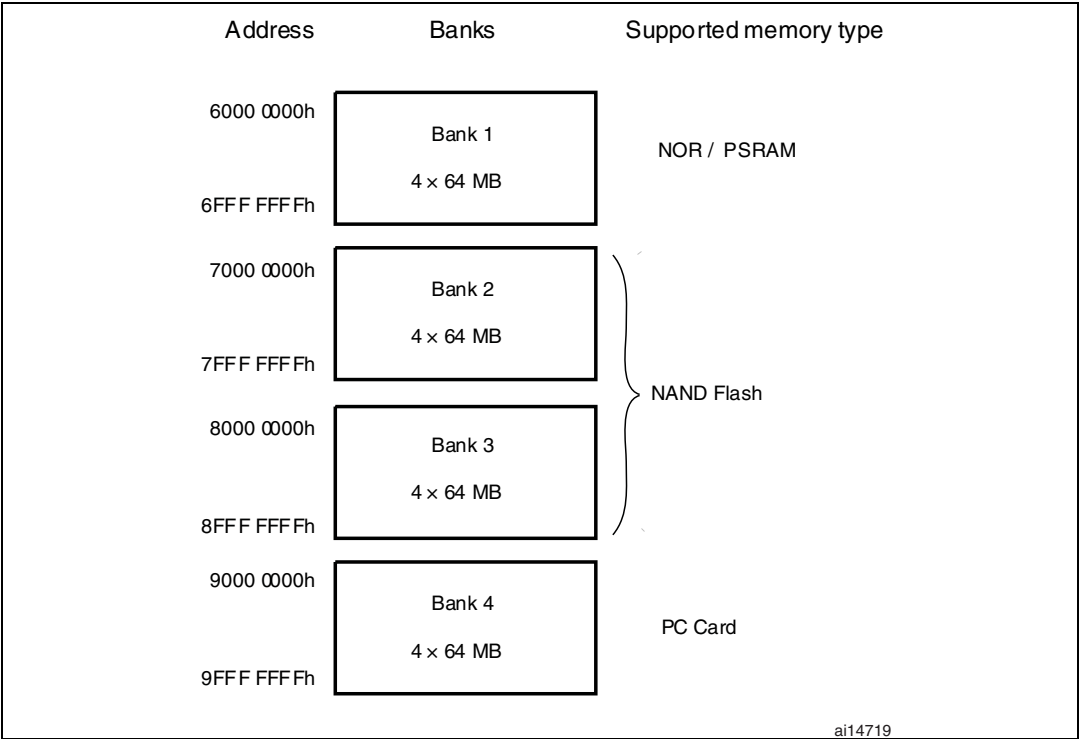 Address Banks Supported memory type
6000 0000h
Bank 1
NOR / PSRAM
4 × 64 MB
6FFF FFFFh
7000 0000h
Bank 2
4 × 64 MB
7FFF FFFFh
NAND Flash
8000 0000h
Bank 3
4 × 64 MB
8FFF FFFFh
9000 0000h
Bank 4
PC Card
4 × 64 MB
9FFF FFFFh
ai14719